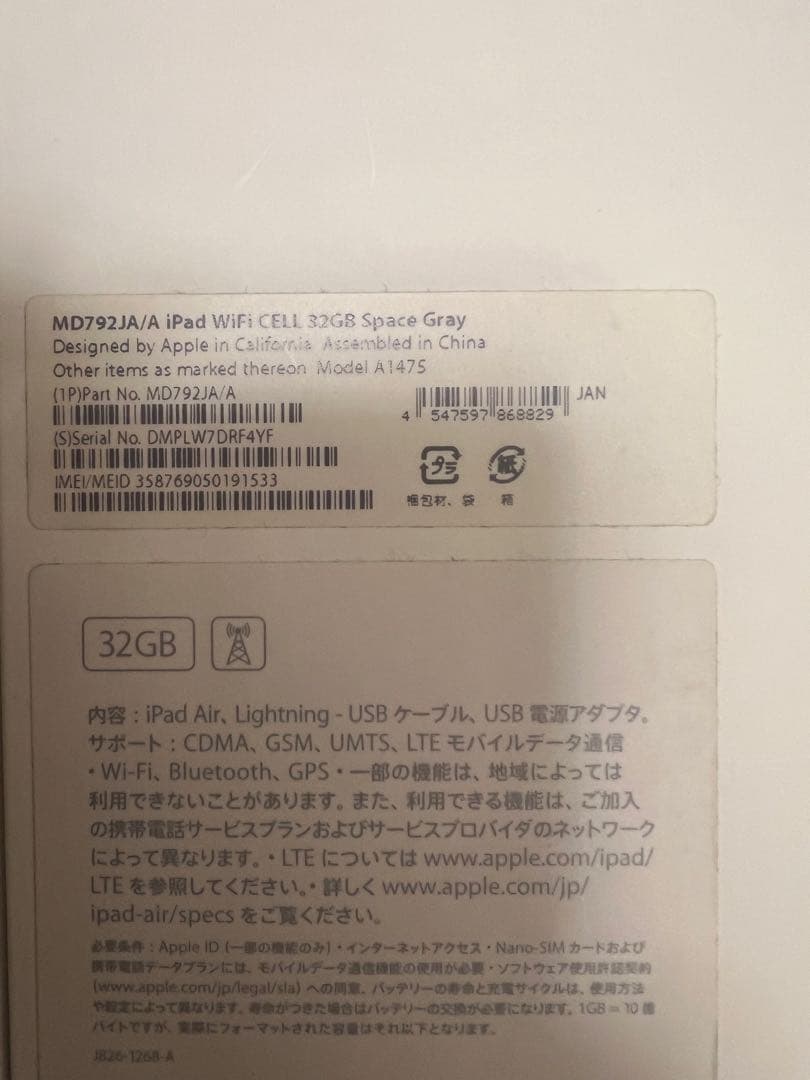 MD792JA/A iPad WiFi CELL 32GB Space Gray
Designed by Apple in California Assembled in China
Other items as marked thereon Model A1475
(1P)Part No. MD792JA/A
JAN
4 547597 868829
(S)Serial No. DMPLW7DRF4YF
プラ
紙
IMEI/MEID 358769050191533
梱包材、袋 箱
32GB
内容：iPad Air、Lightning - USB ケーブル、USB 電源アダプタ。
サポート：CDMA、GSM、UMTS、LTE モバイルデータ通信
・Wi-Fi、Bluetooth、GPS・一部の機能は、地域によっては
利用できないことがあります。また、利用できる機能は、ご加入
の携帯電話サービスプランおよびサービスプロバイダのネットワーク
によって異なります。・LTE については www.apple.com/ipad/
LTE を参照してください。・詳しく www.apple.com/jp/
ipad-air/specs をご覧ください。
必要条件：Apple ID (一部の機能のみ)・インターネットアクセス・Nano-SIM カードおよび
携帯電話データプランには、モバイルデータ通信機能の使用が必要・ソフトウェア使用許諾契約
(www.apple.com/jp/legal/sla) への同意。バッテリーの寿命と充電サイクルは、使用方法
や設定によって異なります。寿命がつきた場合はバッテリーの交換が必要になります。1GB = 10 億
バイトですが、実際にフォーマットされた容量はそれ以下となります。
J826-1268-A